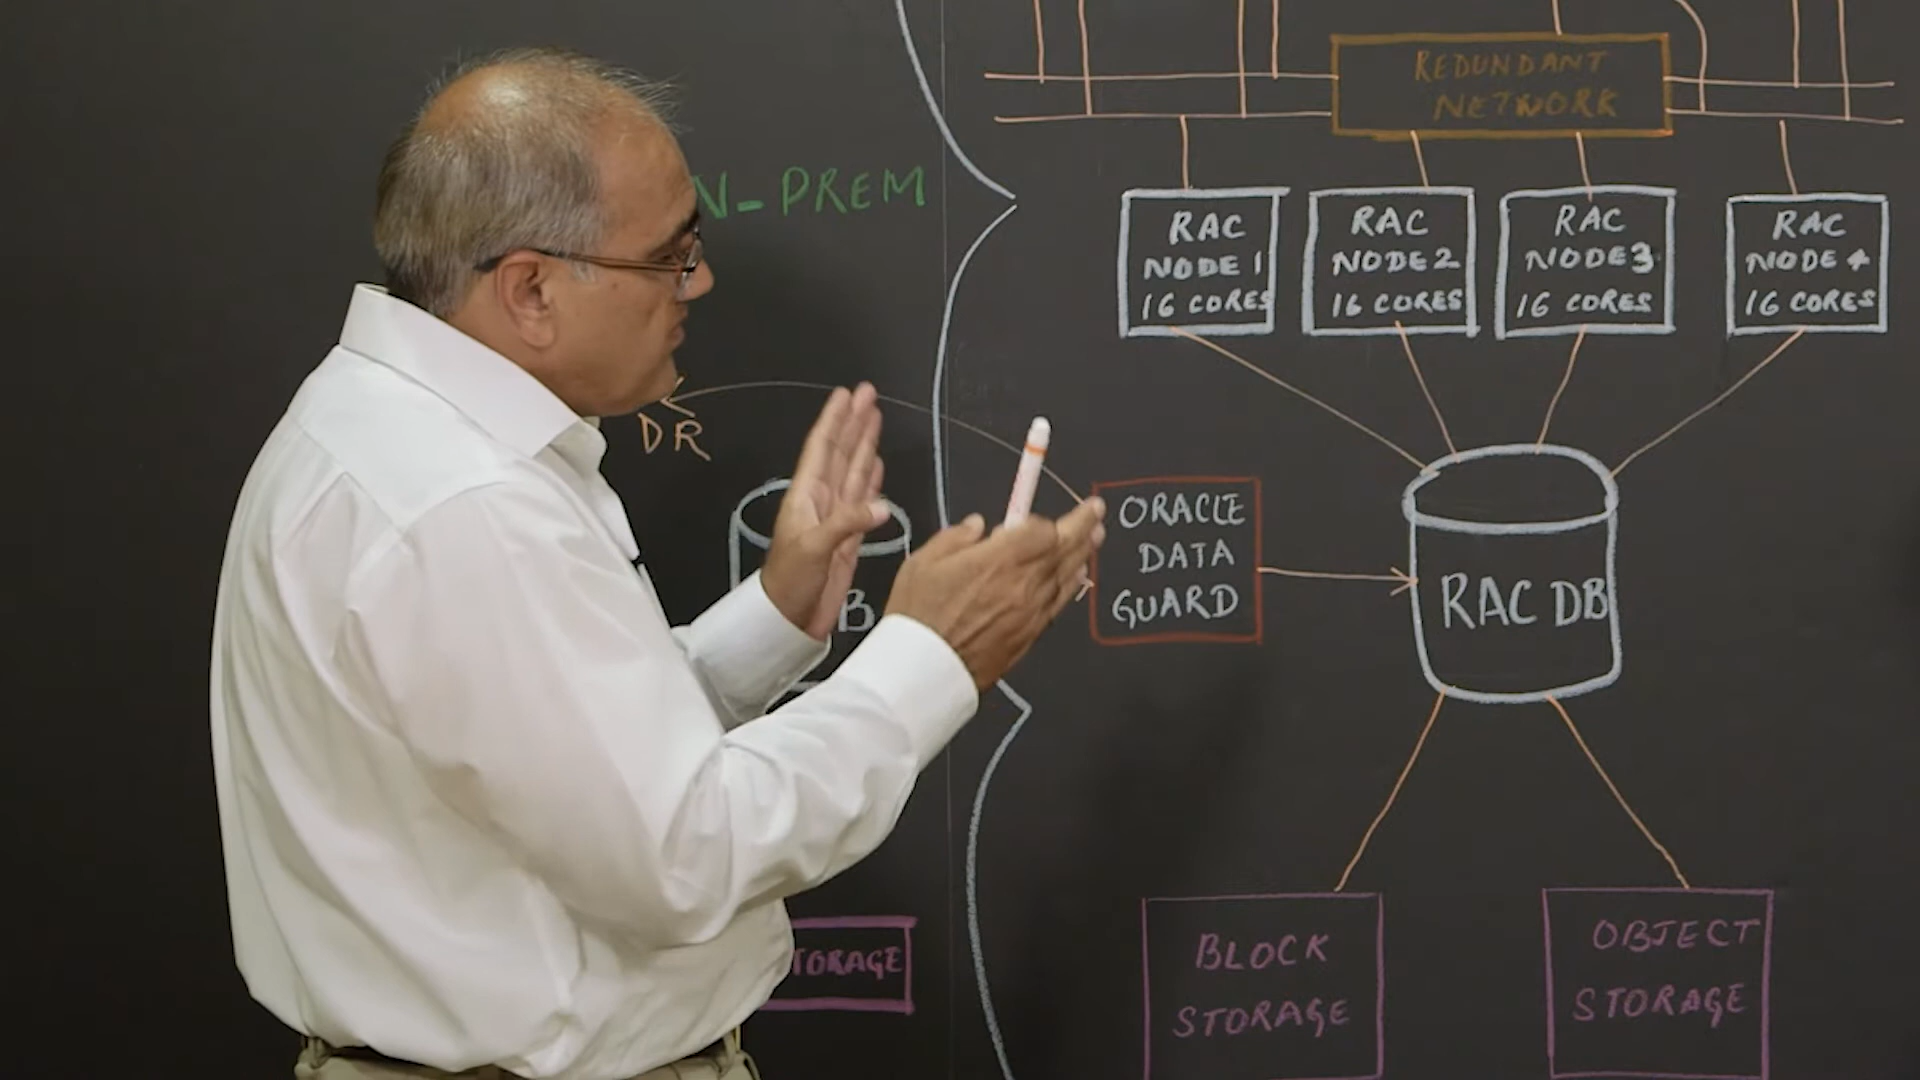 REDUNDANT
NETWORK
N-PREM
RAC
NODE 1
16 CORES
RAC
NODE 2
16 CORES
RAC
NODE 3
16 CORES
RAC
NODE 4
16 CORES
DR
ORACLE
DATA
GUARD
B
RAC DB
TORAGE
BLOCK
STORAGE
OBJECT
STORAGE